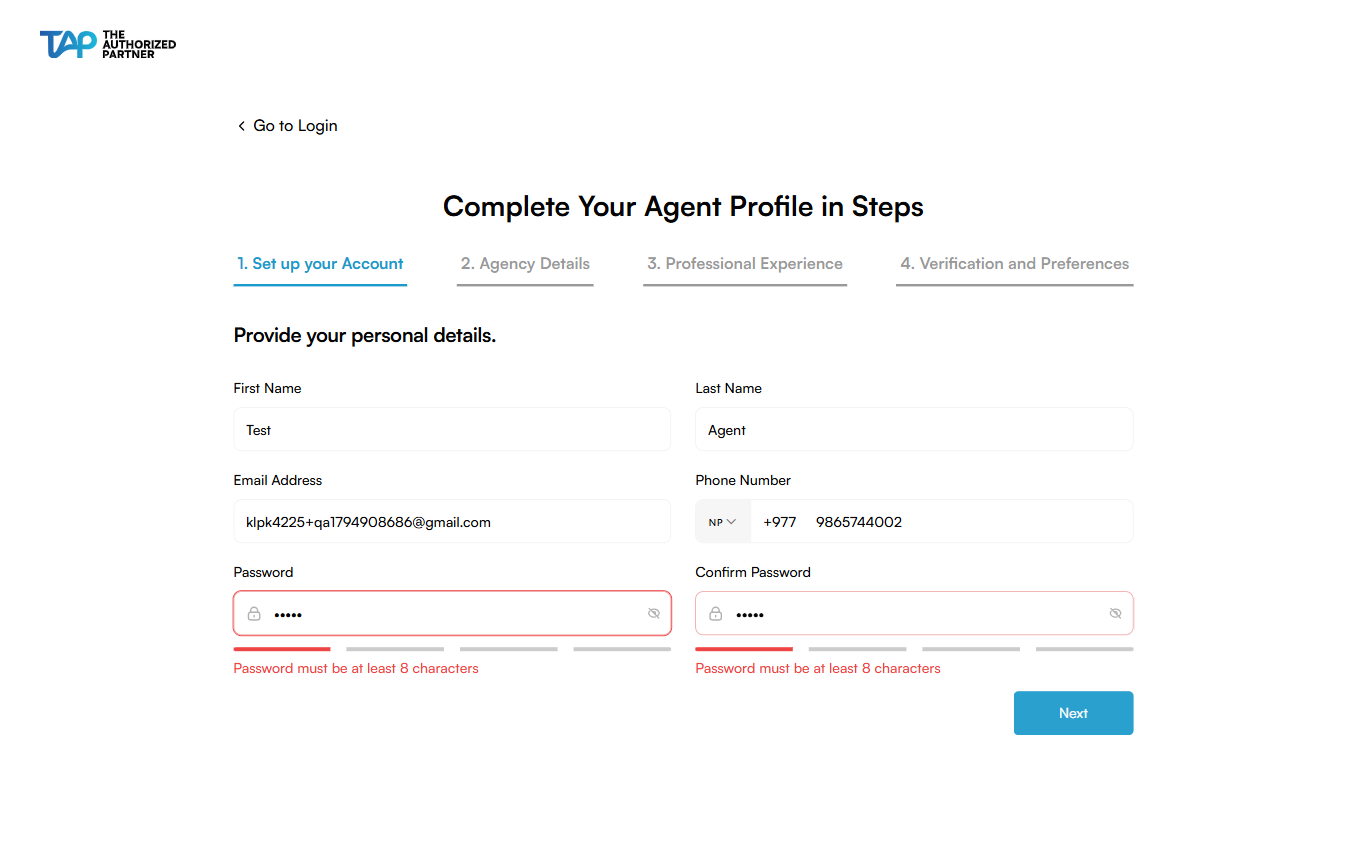 TAP THE
AUTHORIZED
PARTNER
Go to Login
Complete Your Agent Profile in Steps
1. Set up your Account 2. Agency Details 3. Professional Experience 4. Verification and Preferences
Provide your personal details.
First Name Last Name
Test Agent
Email Address Phone Number
klpk4225+qa1794908686@gmail.com NP +977 9865744002
Password Confirm Password
••••• •••••
Password must be at least 8 characters Password must be at least 8 characters
Next